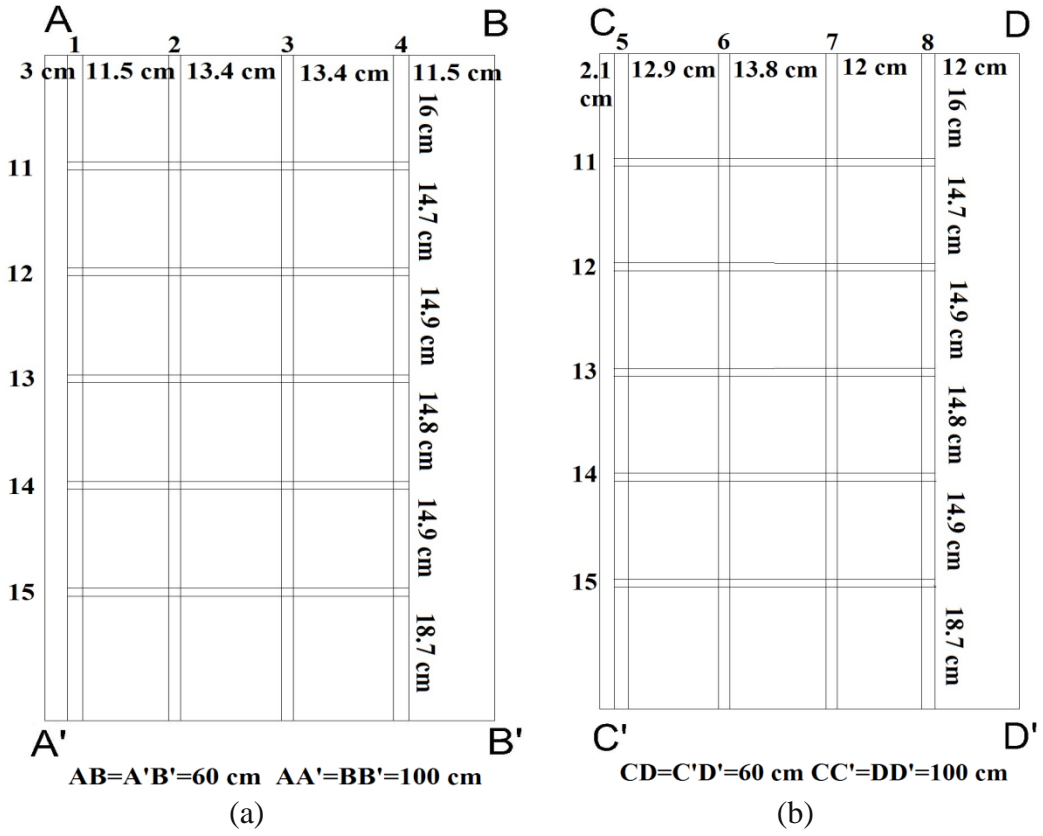 A B
1 2 3 4
3 cm 11.5 cm 13.4 cm 13.4 cm 11.5 cm
16 cm
11
14.7 cm
12
14.9 cm
13
14.8 cm
14
14.9 cm
15
18.7 cm
A' B'
AB=A'B'=60 cm AA'=BB'=100 cm
(a)
C D
5 6 7 8
2.1 cm 12.9 cm 13.8 cm 12 cm 12 cm
16 cm
11
14.7 cm
12
14.9 cm
13
14.8 cm
14
14.9 cm
15
18.7 cm
C' D'
CD=C'D'=60 cm CC'=DD'=100 cm
(b)